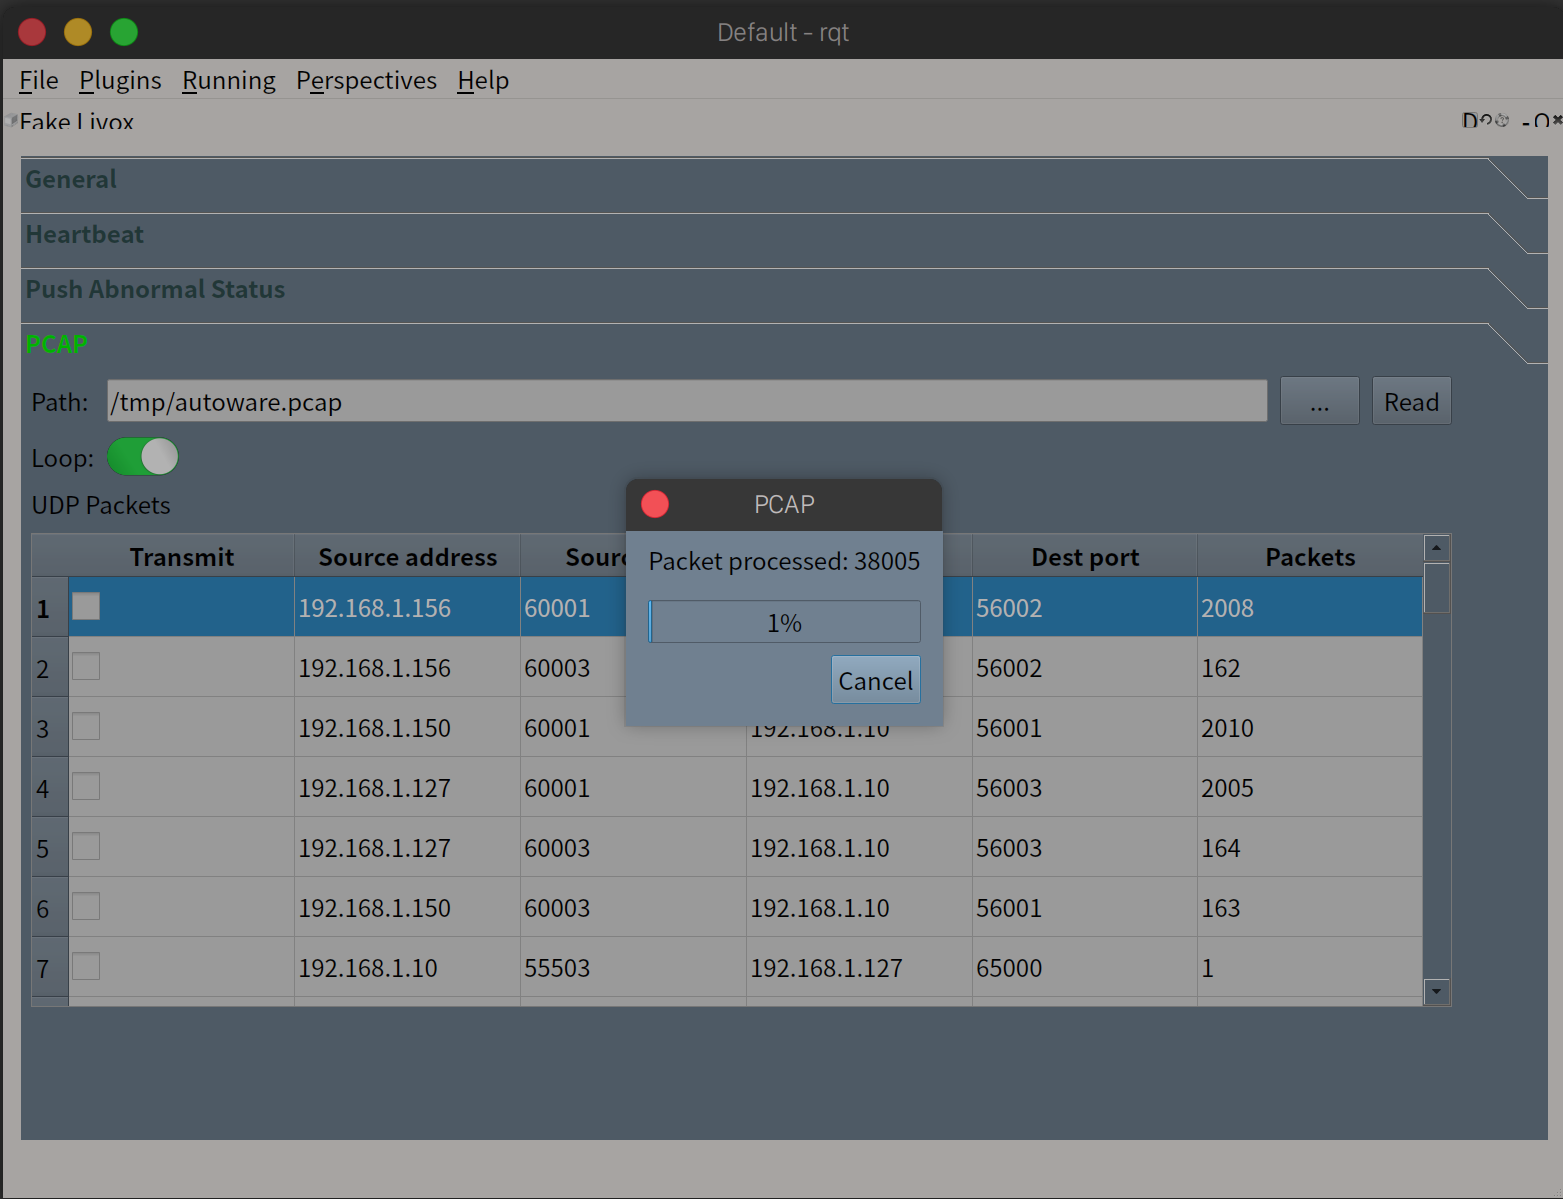 Default - rqt
File Plugins Running Perspectives Help
Fake Livox
General
Heartbeat
Push Abnormal Status
PCAP
Path: /tmp/autoware.pcap ... Read
Loop:
UDP Packets
PCAP
Packet processed: 38005
1%
Cancel
Transmit Source address Dest port Packets
1 192.168.1.156 60001 56002 2008
2 192.168.1.156 60003 56002 162
3 192.168.1.150 60001 192.168.1.10 56001 2010
4 192.168.1.127 60001 192.168.1.10 56003 2005
5 192.168.1.127 60003 192.168.1.10 56003 164
6 192.168.1.150 60003 192.168.1.10 56001 163
7 192.168.1.10 55503 192.168.1.127 65000 1